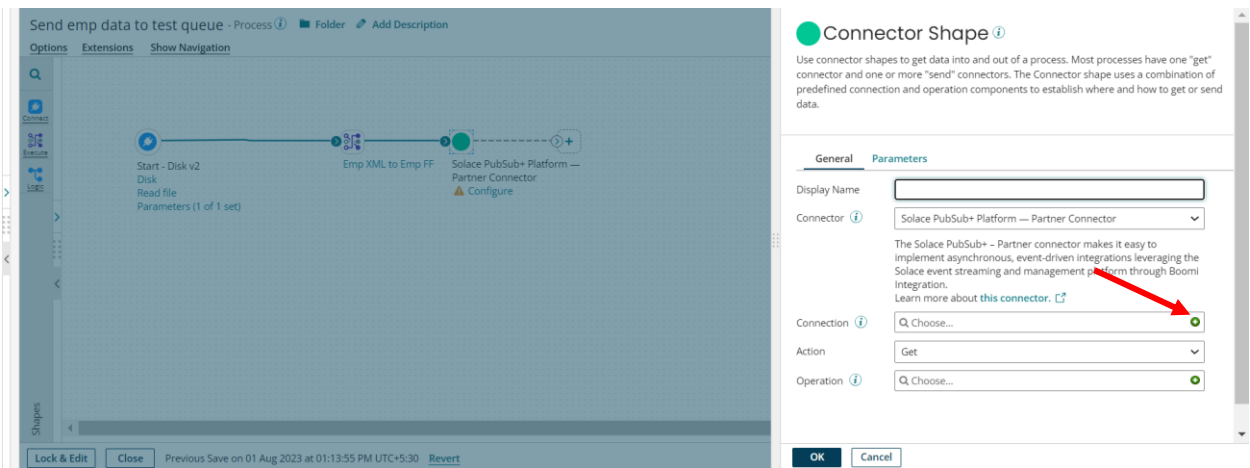 Send emp data to test queue - Process Folder Add Description
Options Extensions Show Navigation
Connect
Execute
Logic
Start - Disk v2
Disk
Read file
Parameters (1 of 1 set)
Emp XML to Emp FF
Solace PubSub+ Platform —
Partner Connector
Configure
Shapes
Lock & Edit Close Previous Save on 01 Aug 2023 at 01:13:55 PM UTC+5:30 Revert
Connector Shape
Use connector shapes to get data into and out of a process. Most processes have one "get"
connector and one or more "send" connectors. The Connector shape uses a combination of
predefined connection and operation components to establish where and how to get or send
data.
General Parameters
Display Name
Connector Solace PubSub+ Platform — Partner Connector
The Solace PubSub+ – Partner connector makes it easy to
implement asynchronous, event-driven integrations leveraging the
Solace event streaming and management platform through Boomi
Integration.
Learn more about this connector.
Connection Choose...
Action Get
Operation Choose...
OK Cancel